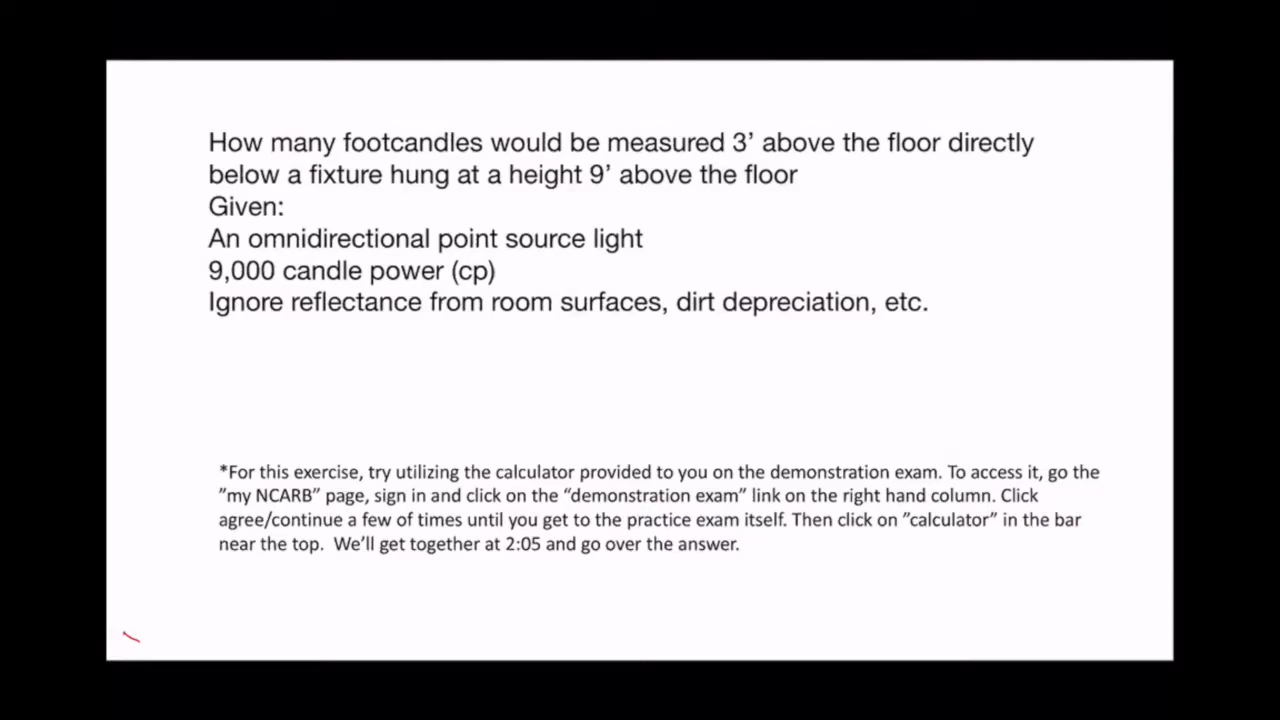 How many footcandles would be measured 3’ above the floor directly
below a fixture hung at a height 9’ above the floor
Given:
An omnidirectional point source light
9,000 candle power (cp)
Ignore reflectance from room surfaces, dirt depreciation, etc.
*For this exercise, try utilizing the calculator provided to you on the demonstration exam. To access it, go the
”my NCARB” page, sign in and click on the “demonstration exam” link on the right hand column. Click
agree/continue a few of times until you get to the practice exam itself. Then click on ”calculator” in the bar
near the top.  We’ll get together at 2:05 and go over the answer.